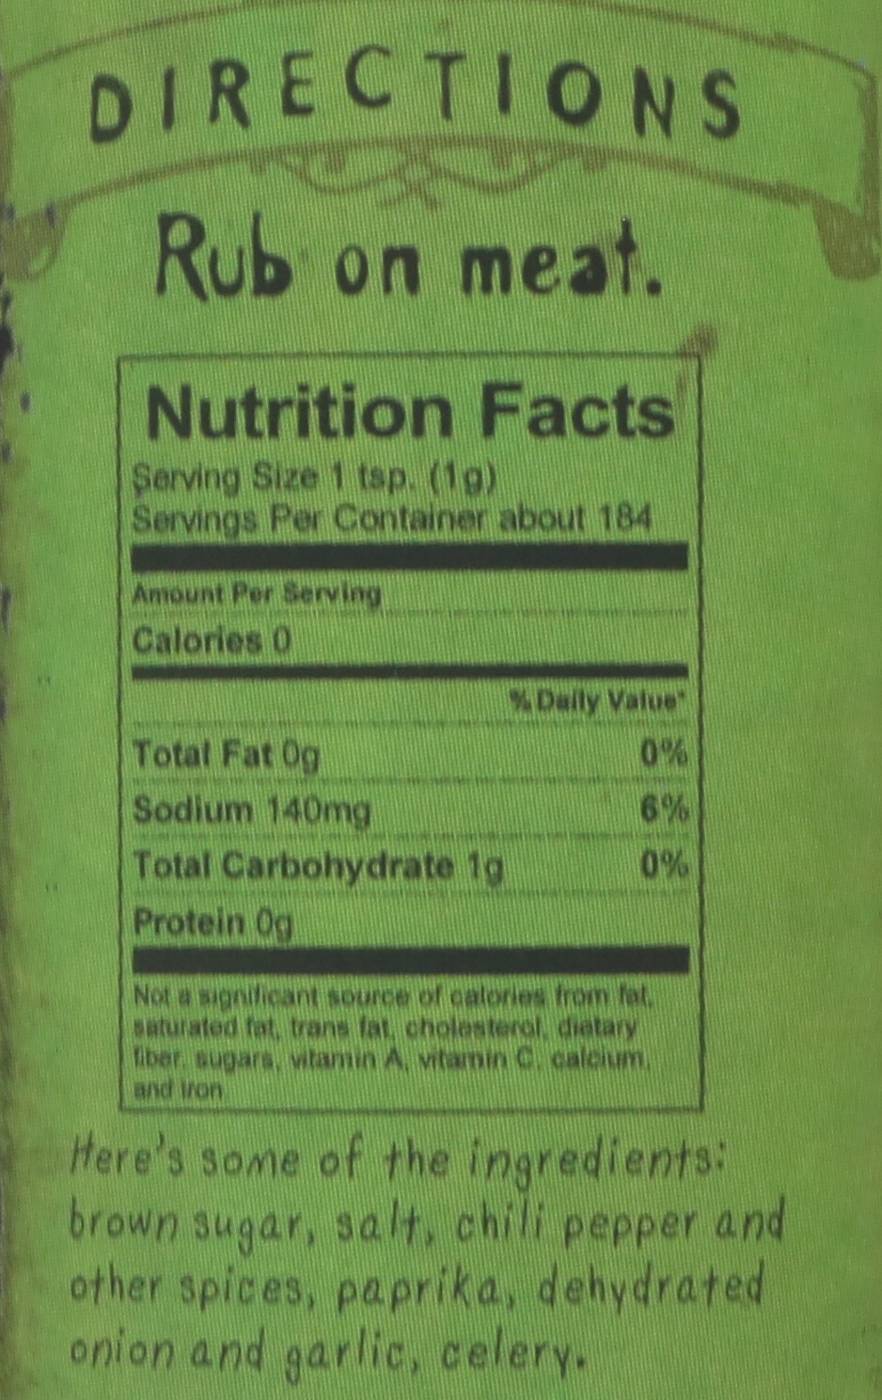 DIRECTIONS
Rub on meat.
Nutrition Facts
Serving Size 1 tsp. (1g)
Servings Per Container about 184
Amount Per Serving
Calories 0
% Daily Value*
Total Fat 0g 0%
Sodium 140mg 6%
Total Carbohydrate 1g 0%
Protein 0g
Not a significant source of calories from fat,
saturated fat, trans fat, cholesterol, dietary
fiber, sugars, vitamin A, vitamin C, calcium,
and iron
Here's some of the ingredients:
brown sugar, salt, chili pepper and
other spices, paprika, dehydrated
onion and garlic, celery.